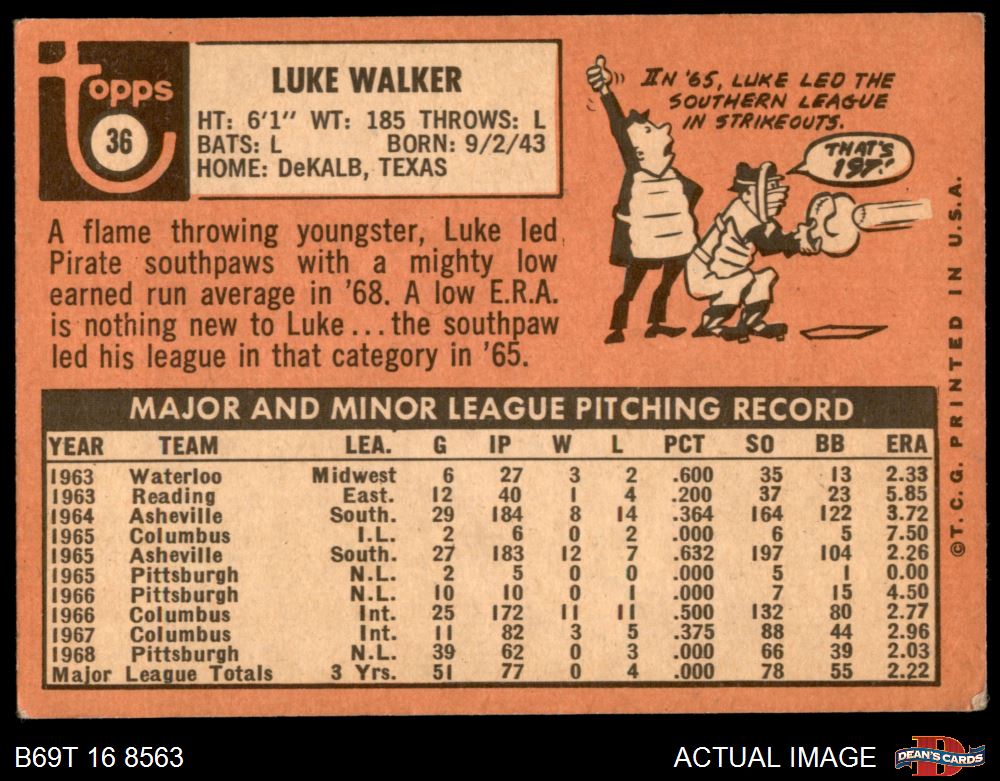 Topps
36
LUKE WALKER
HT: 6'1" WT: 185 THROWS: L
BATS: L BORN: 9/2/43
HOME: DeKALB, TEXAS
IN '65, LUKE LED THE
SOUTHERN LEAGUE
IN STRIKEOUTS.
THAT'S
197!
A flame throwing youngster, Luke led
Pirate southpaws with a mighty low
earned run average in '68. A low E.R.A.
is nothing new to Luke...the southpaw
led his league in that category in '65.
MAJOR AND MINOR LEAGUE PITCHING RECORD
YEAR TEAM LEA. G IP W L PCT SO BB ERA
1963 Waterloo Midwest 6 27 3 2 .600 35 13 2.33
1963 Reading East. 12 40 1 4 .200 37 23 5.85
1964 Asheville South. 29 184 8 14 .364 164 122 3.72
1965 Columbus I.L. 2 6 0 2 .000 6 5 7.50
1965 Asheville South. 27 183 12 7 .632 197 104 2.26
1965 Pittsburgh N.L. 2 5 0 0 .000 5 1 0.00
1966 Pittsburgh N.L. 10 10 0 1 .000 7 15 4.50
1966 Columbus Int. 25 172 11 11 .500 132 80 2.77
1967 Columbus Int. 11 82 3 5 .375 88 44 2.96
1968 Pittsburgh N.L. 39 62 0 3 .000 66 39 2.03
Major League Totals 3 Yrs. 51 77 0 4 .000 78 55 2.22
©T. C. G. PRINTED IN U.S.A.
B69T 16 8563
ACTUAL IMAGE
D
DEAN'S CARDS